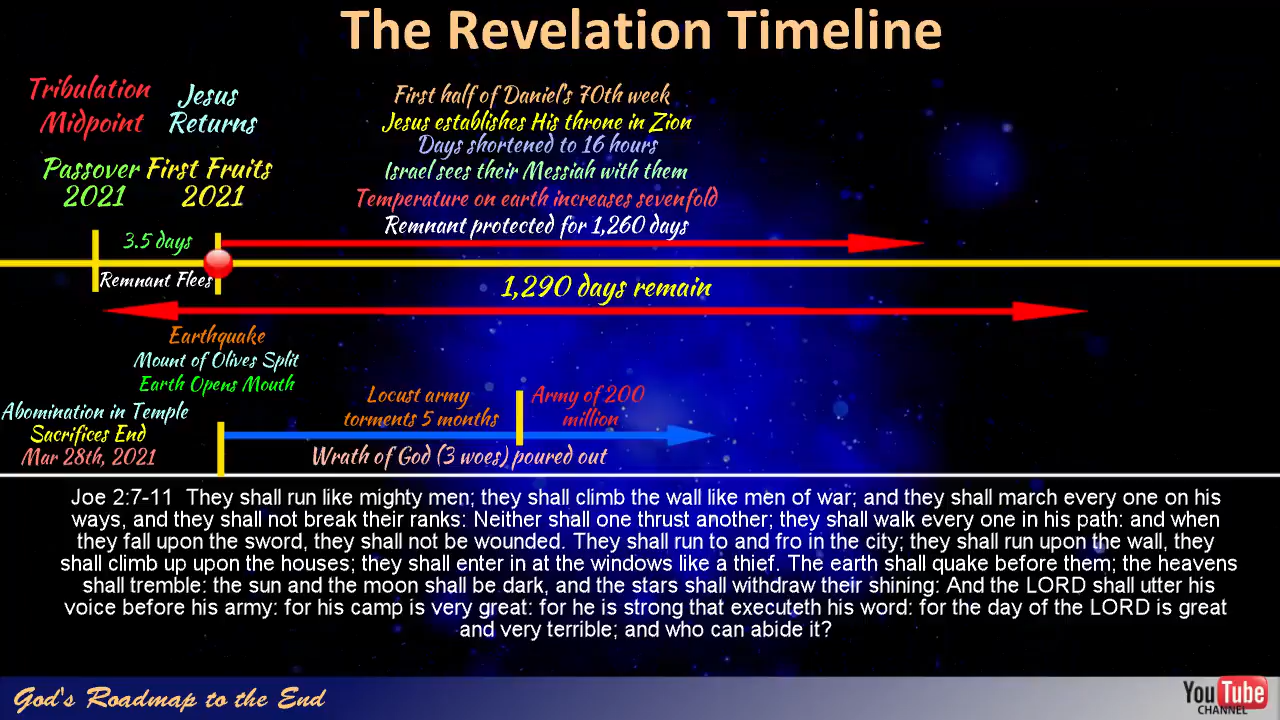 The Revelation Timeline
Tribulation
Midpoint
Jesus
Returns
Passover
2021
First Fruits
2021
First half of Daniel's 70th week
Jesus establishes His throne in Zion
Days shortened to 16 hours
Israel sees their Messiah with them
Temperature on earth increases sevenfold
Remnant protected for 1,260 days
3.5 days
Remnant Flees
1,290 days remain
Earthquake
Mount of Olives Split
Earth Opens Mouth
Abomination in Temple
Sacrifices End
Mar 28th, 2021
Locust army
torments 5 months
Army of 200
million
Wrath of God (3 woes) poured out
Joe 2:7-11  They shall run like mighty men; they shall climb the wall like men of war; and they shall march every one on his
ways, and they shall not break their ranks: Neither shall one thrust another; they shall walk every one in his path: and when
they fall upon the sword, they shall not be wounded. They shall run to and fro in the city; they shall run upon the wall, they
shall climb up upon the houses; they shall enter in at the windows like a thief. The earth shall quake before them; the heavens
shall tremble: the sun and the moon shall be dark, and the stars shall withdraw their shining: And the LORD shall utter his
voice before his army: for his camp is very great: for he is strong that executeth his word: for the day of the LORD is great
and very terrible; and who can abide it?
God's Roadmap to the End
YouTube
CHANNEL